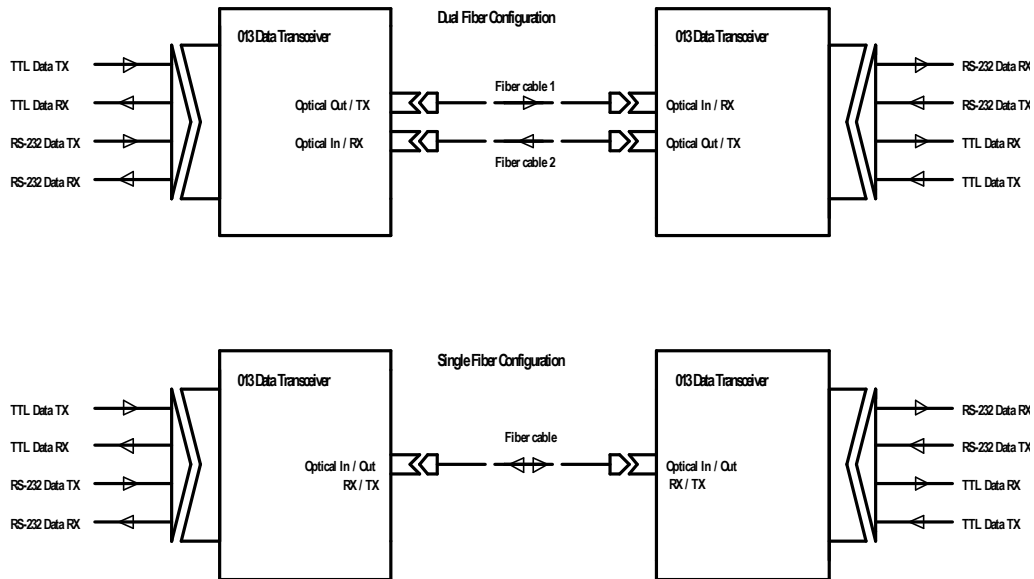 Dual Fiber Configuration
013 Data Transceiver
013 Data Transceiver
TTL Data TX
TTL Data RX
RS-232 Data TX
RS-232 Data RX
Optical Out / TX
Optical In / RX
Fiber cable 1
Fiber cable 2
Optical In / RX
Optical Out / TX
RS-232 Data RX
RS-232 Data TX
TTL Data RX
TTL Data TX
Single Fiber Configuration
013 Data Transceiver
013 Data Transceiver
TTL Data TX
TTL Data RX
RS-232 Data TX
RS-232 Data RX
Optical In / Out
RX / TX
Fiber cable
Optical In / Out
RX / TX
RS-232 Data RX
RS-232 Data TX
TTL Data RX
TTL Data TX